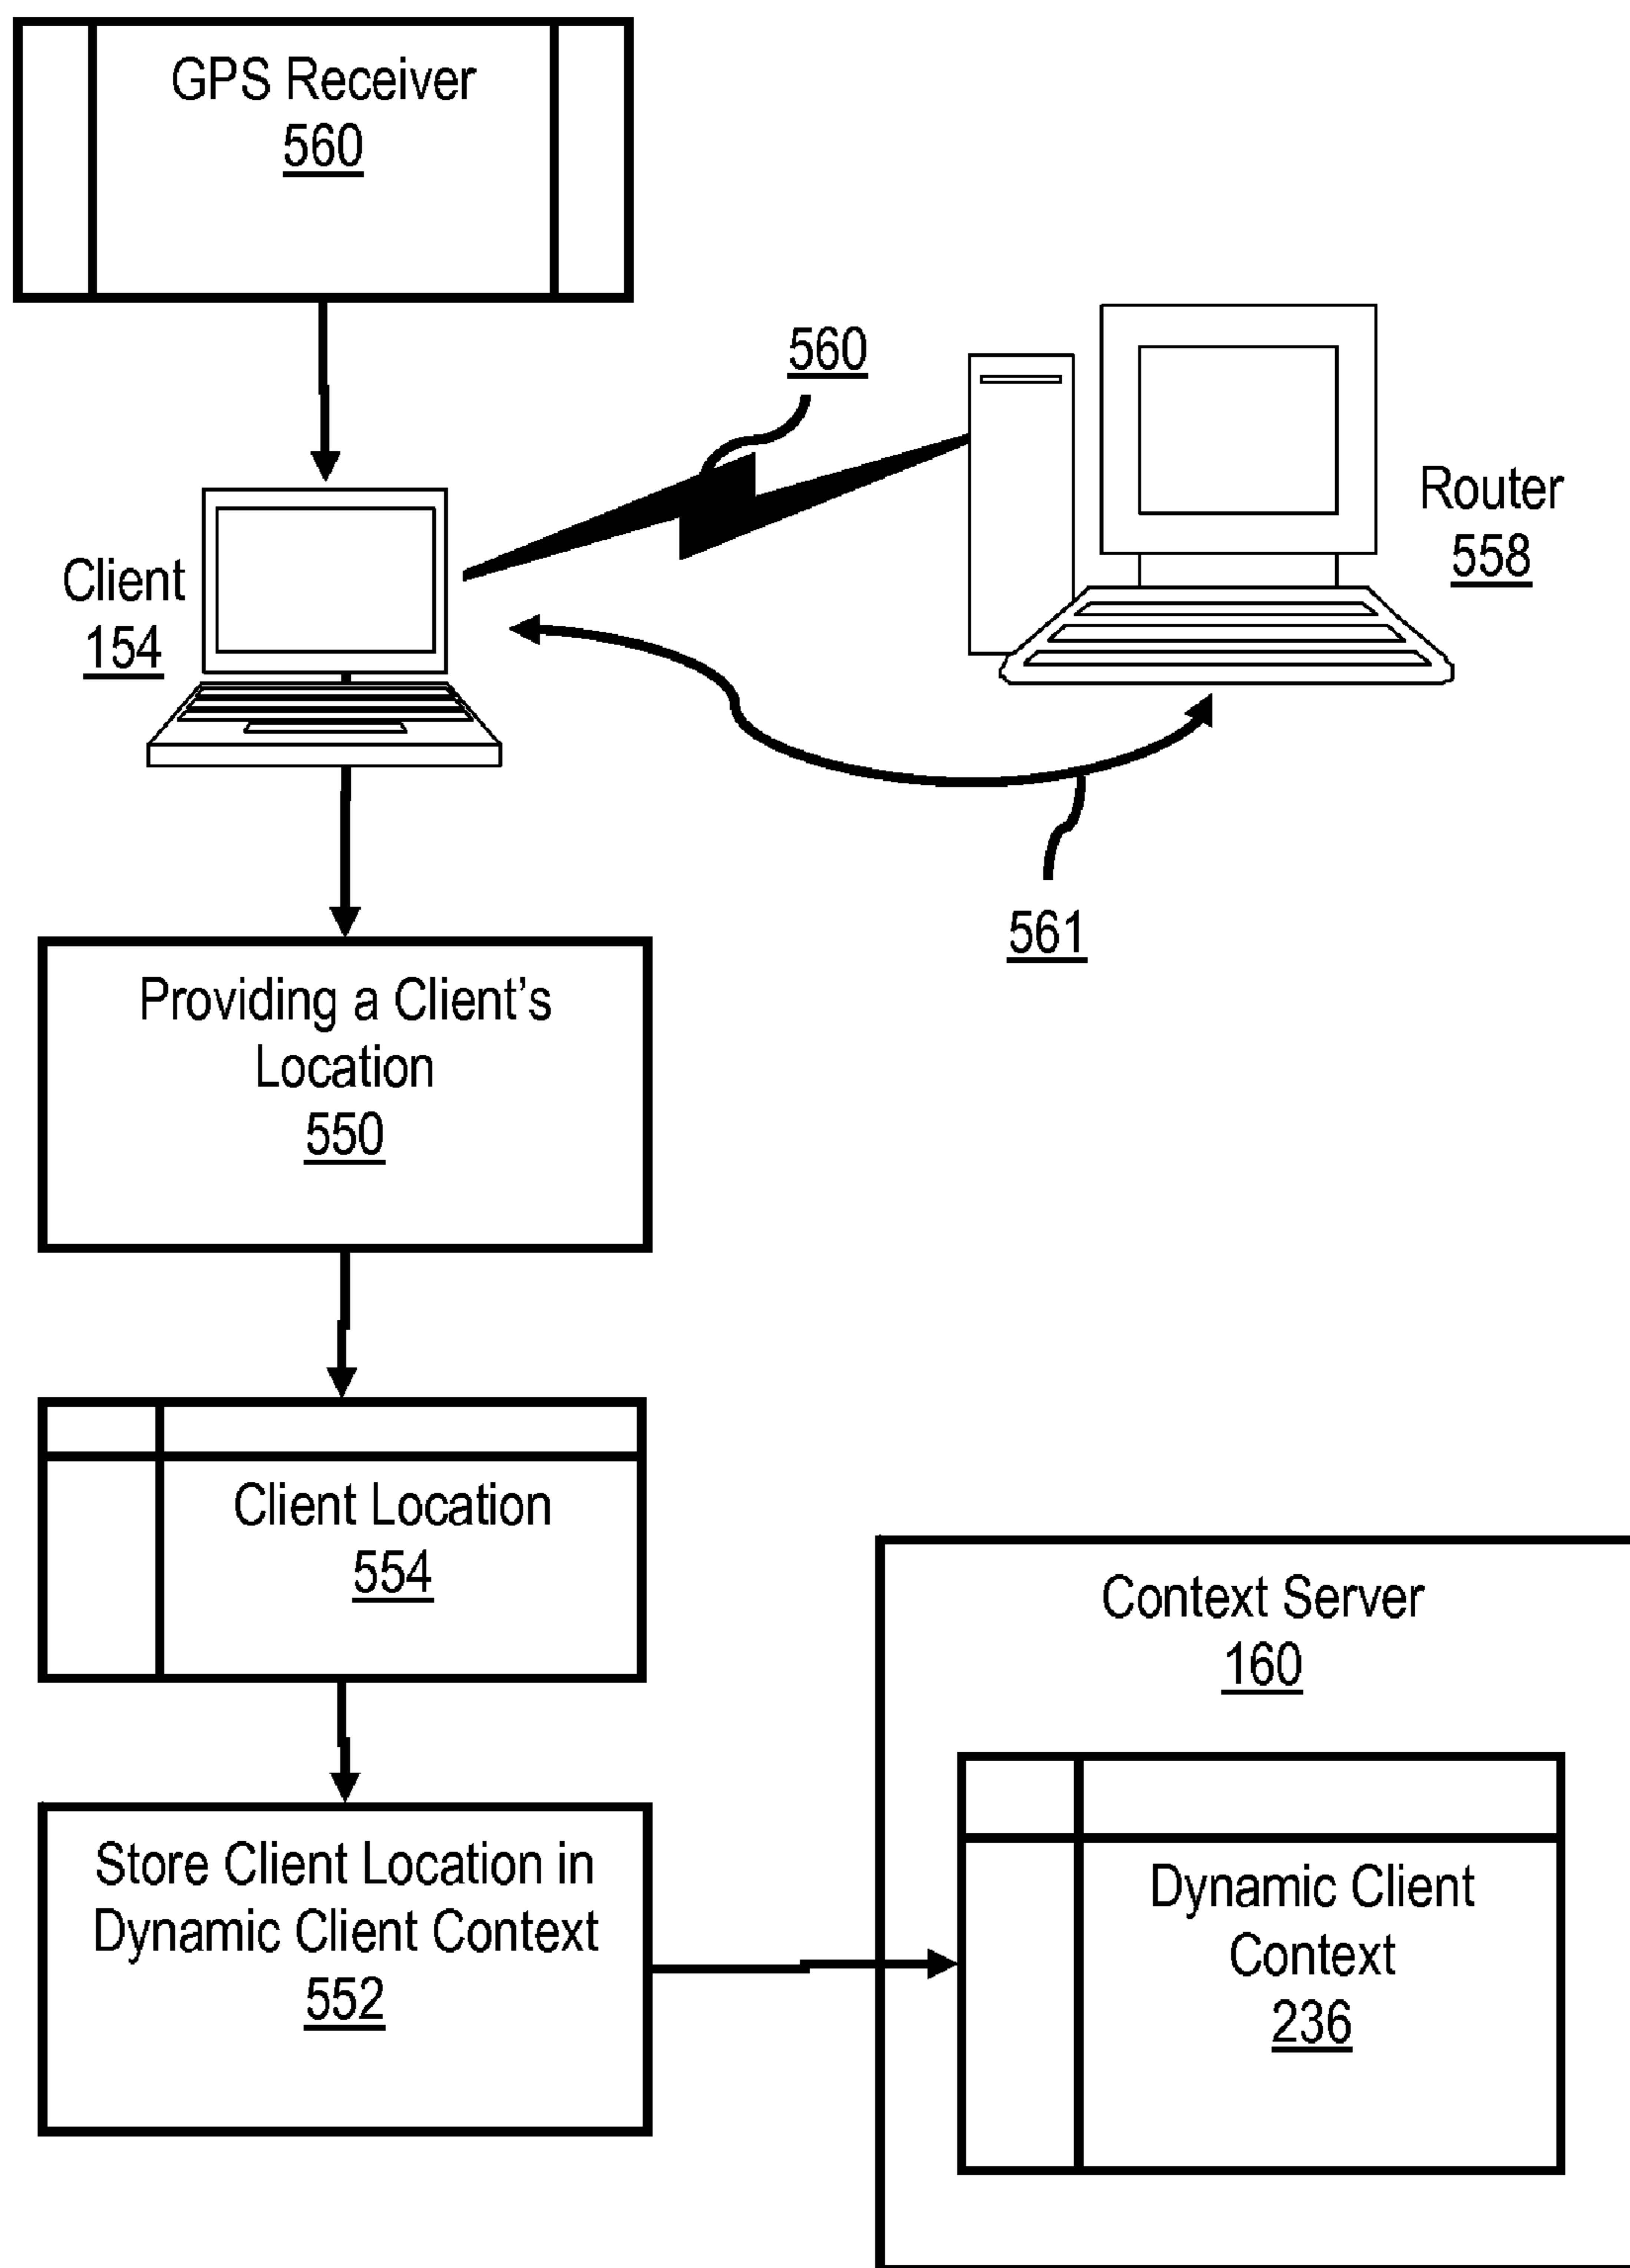 GPS Receiver
560
560
Router
558
Client
154
561
Providing a Client's
Location
550
Client Location
554
Context Server
160
Store Client Location in
Dynamic Client Context
552
Dynamic Client
Context
236